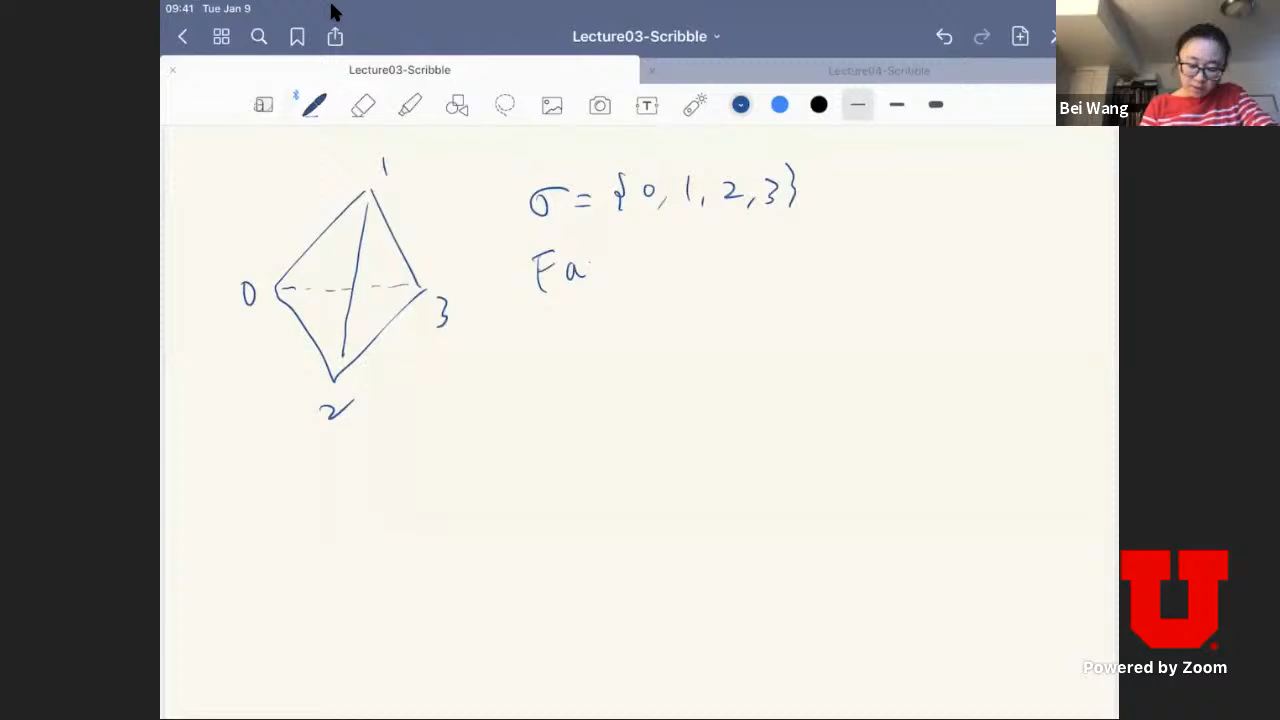 09:41 Tue Jan 9
Lecture03-Scribble
Lecture03-Scribble
Lecture04-Scribble
Bei Wang
1
σ = {0, 1, 2, 3}
Fa
0
3
2
U
Powered by Zoom